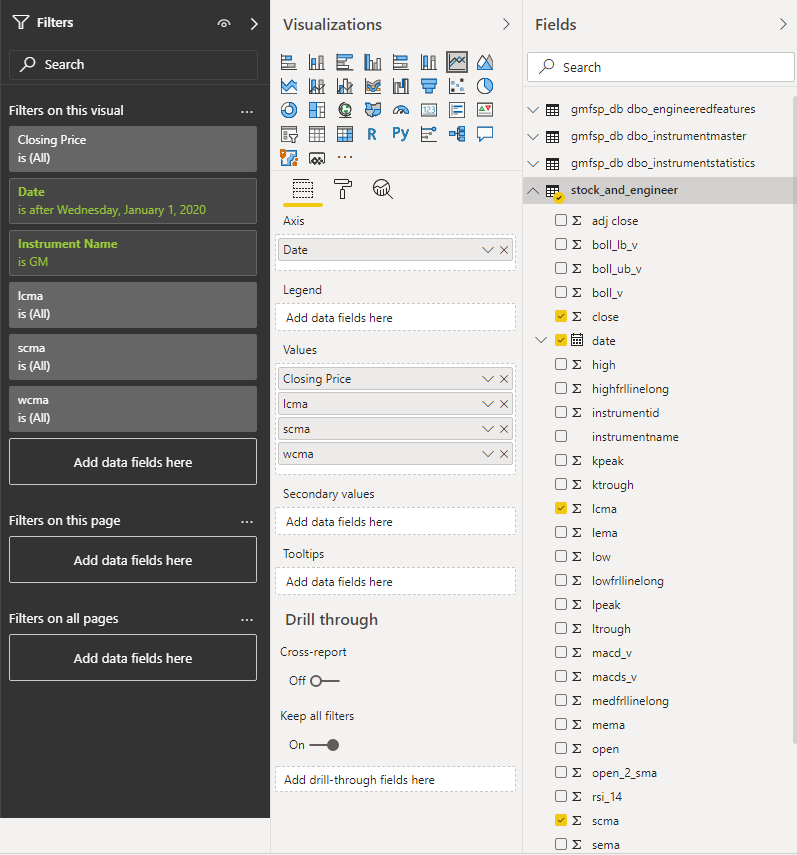 Filters
Search
Filters on this visual
...
Closing Price
is (All)
Date
is after Wednesday, January 1, 2020
Instrument Name
is GM
lcma
is (All)
scma
is (All)
wcma
is (All)
Add data fields here
Filters on this page
...
Add data fields here
Filters on all pages
...
Add data fields here
Visualizations
123
R
Py
...
Axis
Date
Legend
Add data fields here
Values
Closing Price
lcma
scma
wcma
Secondary values
Add data fields here
Tooltips
Add data fields here
Drill through
Cross-report
Off
Keep all filters
On
Add drill-through fields here
Fields
Search
gmfsp_db dbo_engineeredfeatures
gmfsp_db dbo_instrumentmaster
gmfsp_db dbo_instrumentstatistics
stock_and_engineer
Σ adj close
Σ boll_lb_v
Σ boll_ub_v
Σ boll_v
Σ close
date
Σ high
Σ highfrllinelong
Σ instrumentid
instrumentname
Σ kpeak
Σ ktrough
Σ lcma
Σ lema
Σ low
Σ lowfrllinelong
Σ lpeak
Σ ltrough
Σ macd_v
Σ macds_v
Σ medfrllinelong
Σ mema
Σ open
Σ open_2_sma
Σ rsi_14
Σ scma
Σ sema